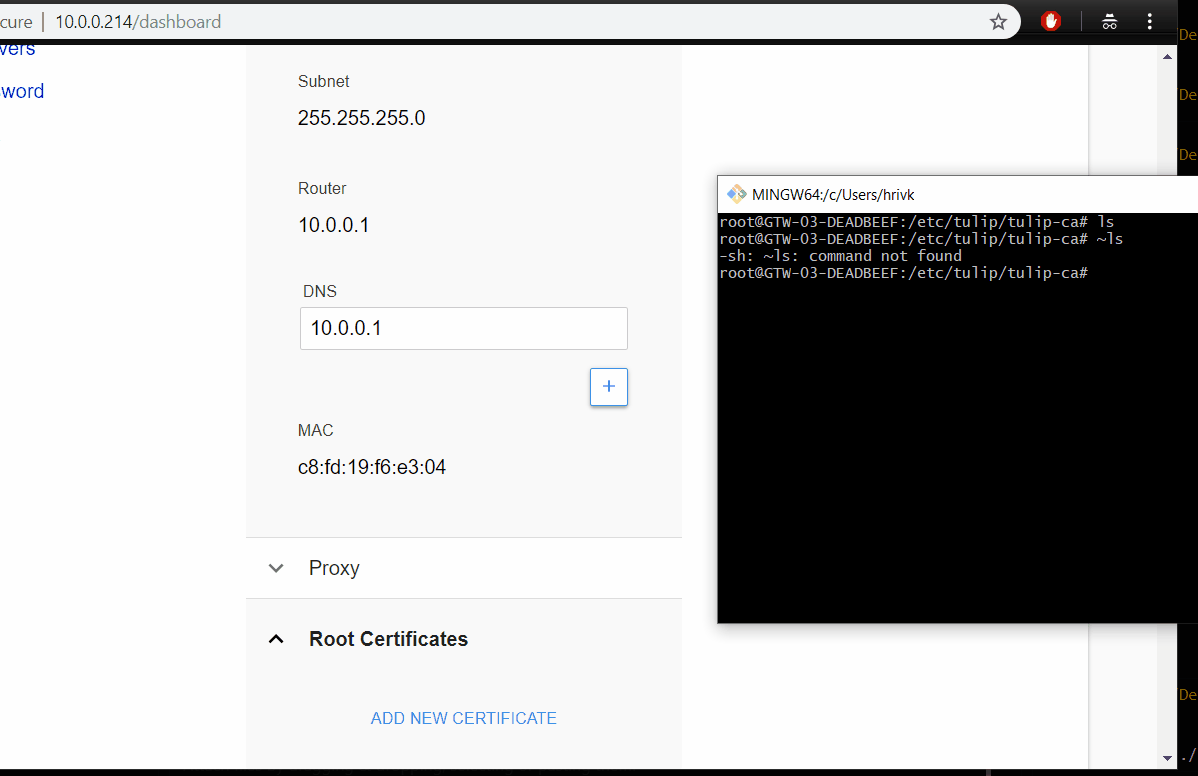 cure | 10.0.0.214/dashboard
vers
sword
Subnet
255.255.255.0
Router
10.0.0.1
DNS
10.0.0.1
+
MAC
c8:fd:19:f6:e3:04
Proxy
Root Certificates
ADD NEW CERTIFICATE
MINGW64:/c/Users/hrivk
root@GTW-03-DEADBEEF:/etc/tulip/tulip-ca# ls
root@GTW-03-DEADBEEF:/etc/tulip/tulip-ca# ~ls
-sh: ~ls: command not found
root@GTW-03-DEADBEEF:/etc/tulip/tulip-ca#
De
De
De
De
./